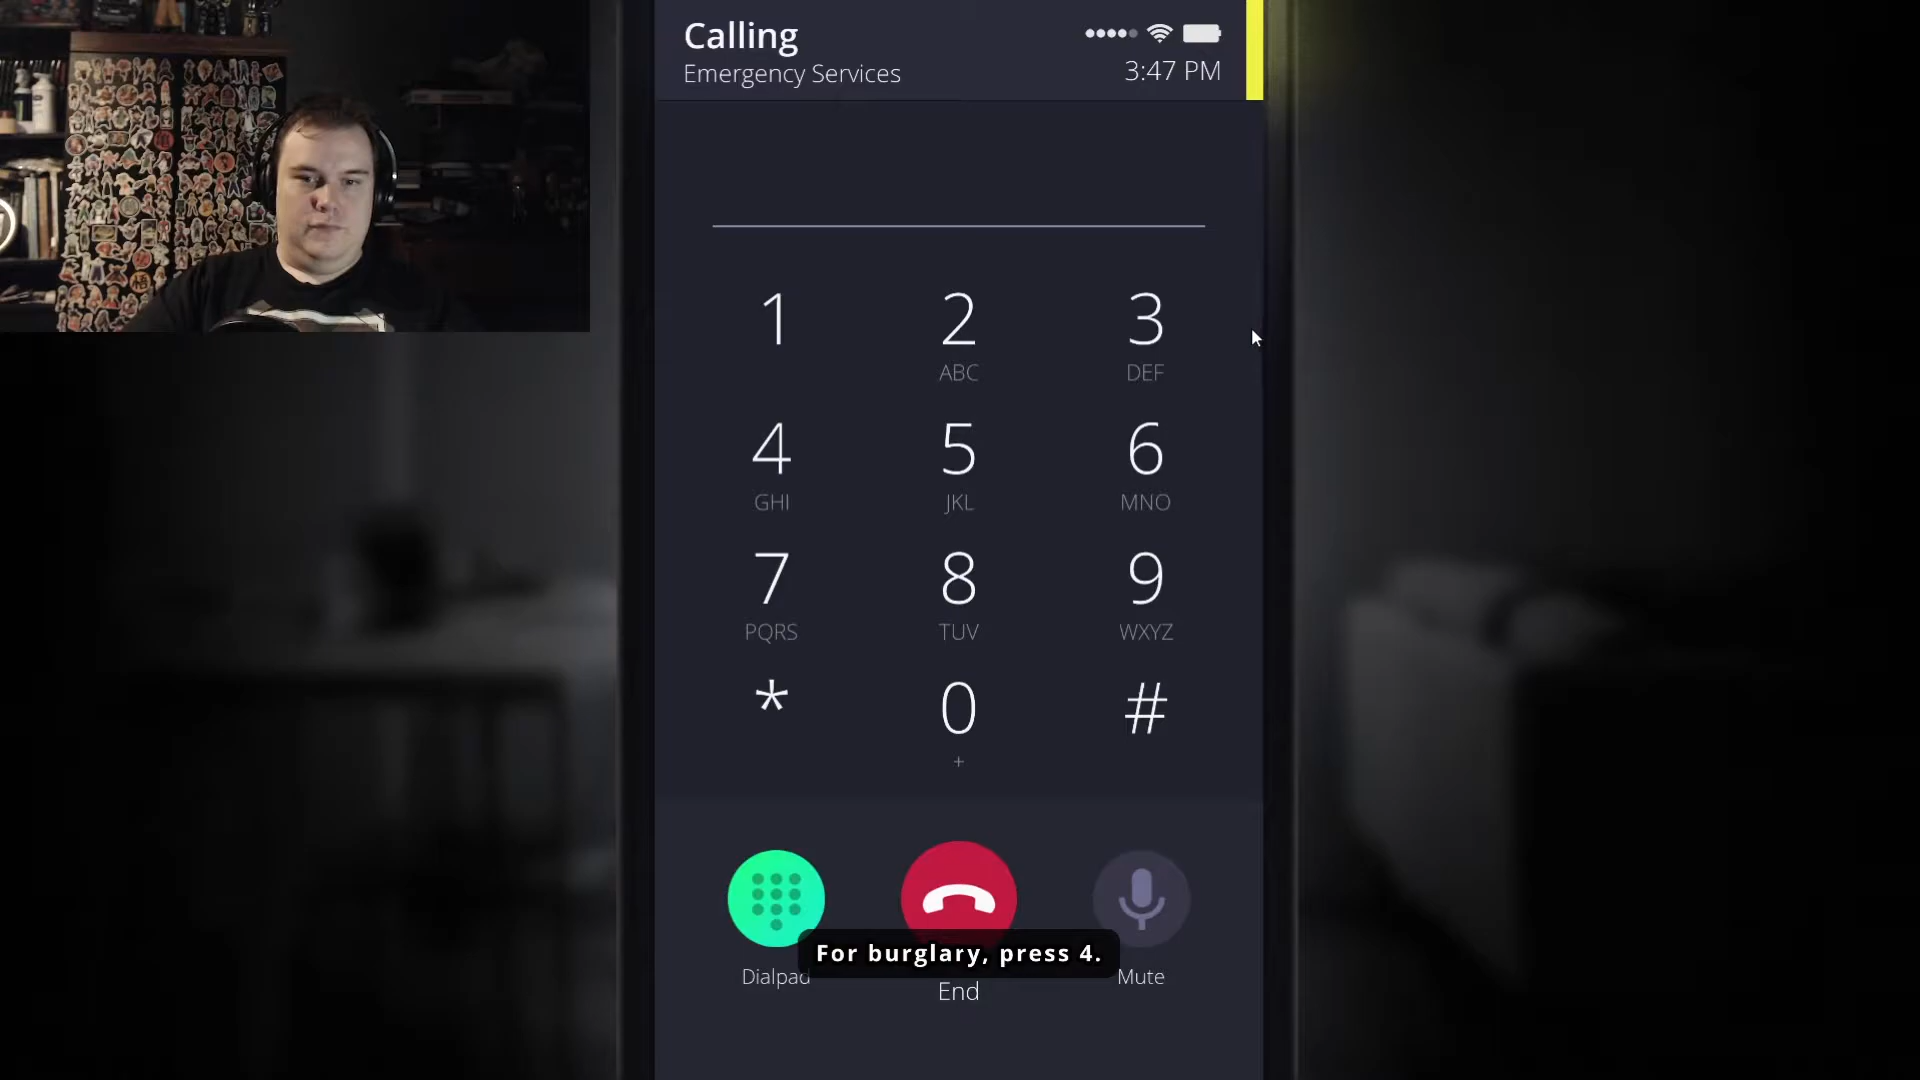 Calling
Emergency Services
3:47 PM
1
2
3
ABC
DEF
4
5
6
GHI
JKL
MNO
7
8
9
PQRS
TUV
WXYZ
*
0
#
+
For burglary, press 4.
Dialpad
End
Mute